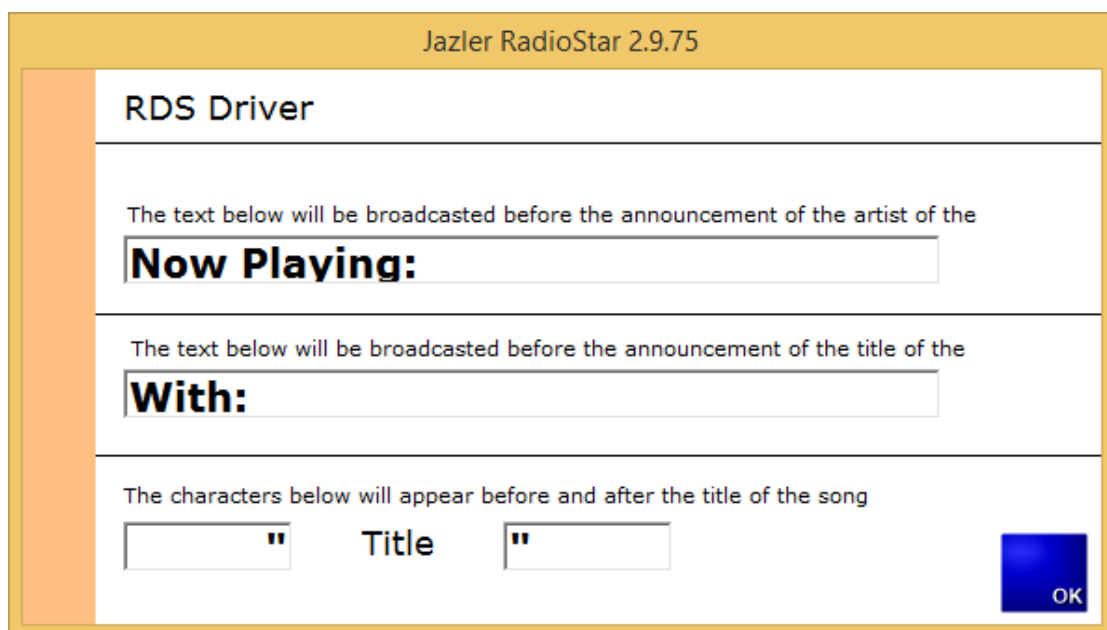 Jazler RadioStar 2.9.75
RDS Driver
The text below will be broadcasted before the announcement of the artist of the
Now Playing:
The text below will be broadcasted before the announcement of the title of the
With:
The characters below will appear before and after the title of the song
" Title "
OK